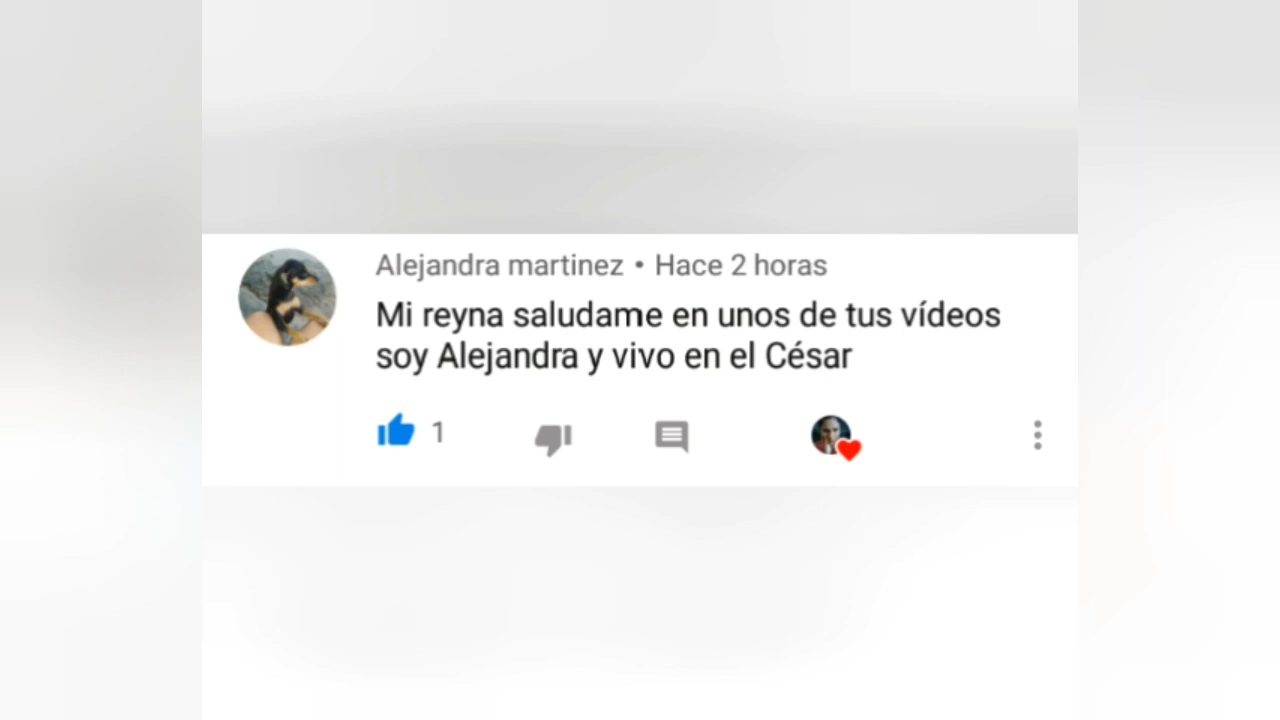 Alejandra martinez • Hace 2 horas
Mi reyna saludame en unos de tus vídeos
soy Alejandra y vivo en el César
1